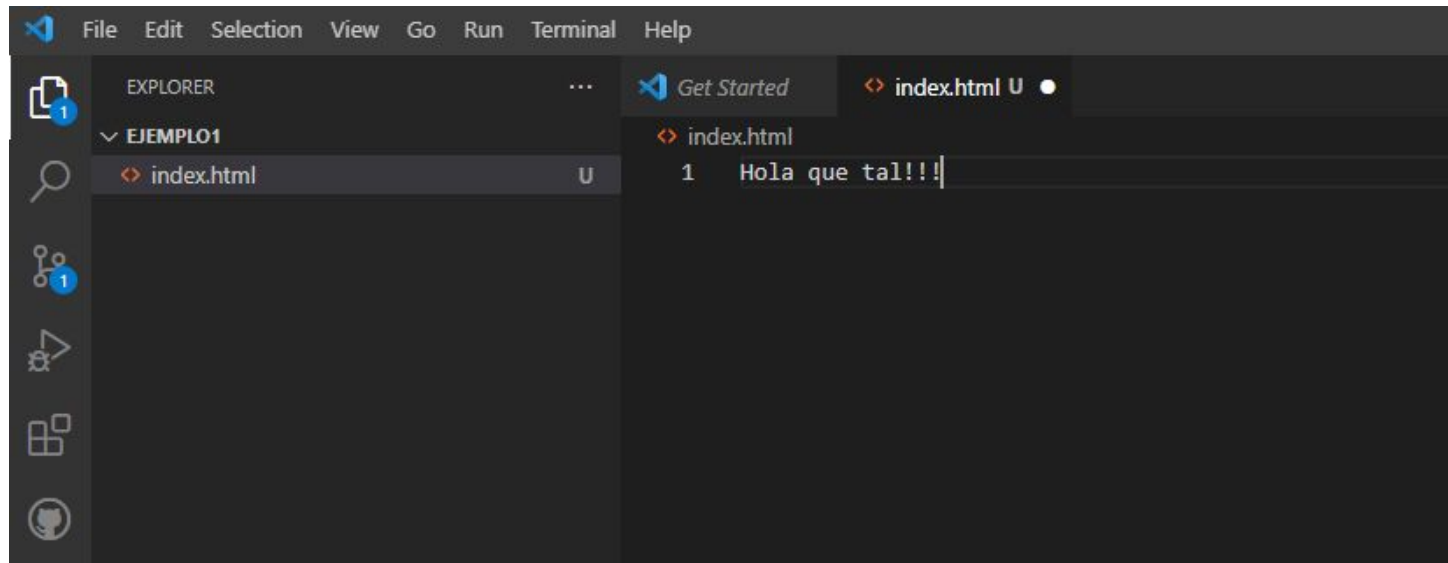 File Edit Selection View Go Run Terminal Help
EXPLORER ...
Get Started
index.html U
1
EJEMPLO1
index.html
index.html U
1 Hola que tal!!!
1